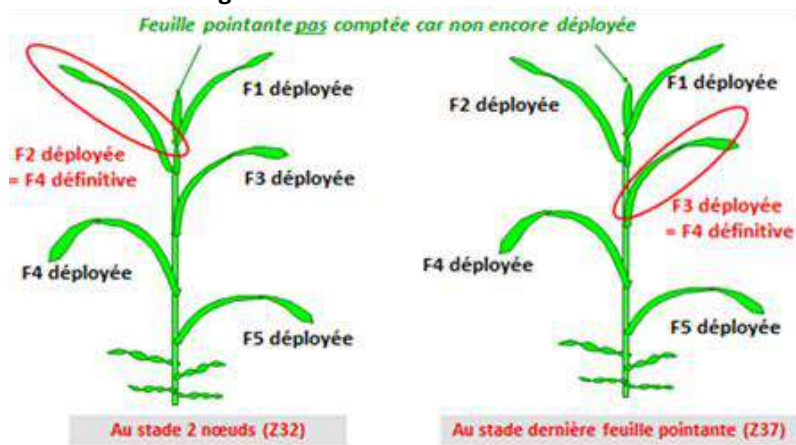 Feuille pointante pas comptée car non encore déployée
F1 déployée
F2 déployée
= F4 définitive
F3 déployée
F4 déployée
F5 déployée
Au stade 2 nœuds (Z32)
F1 déployée
F2 déployée
F3 déployée
= F4 définitive
F4 déployée
F5 déployée
Au stade dernière feuille pointante (Z37)